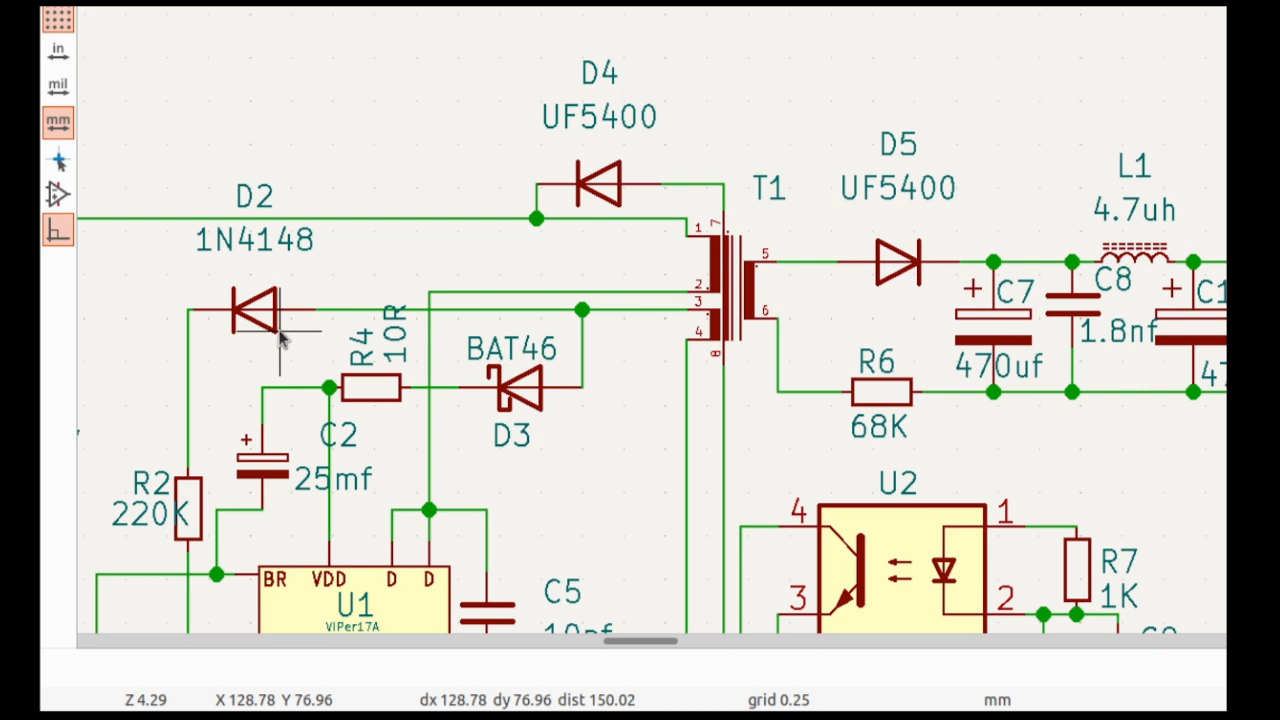 in
mil
mm
D4
UF5400
D5
UF5400
L1
4.7uh
T1
D2
1N4148
1
7
2
3
4
8
5
6
C7
470uf
C8
1.8nf
R4
10R
BAT46
D3
R6
68K
C2
25mf
R2
220K
BR
VDD
D
D
U1
VIPer17A
C5
U2
4
1
3
2
R7
1K
Z 4.29
X 128.78 Y 76.96
dx 128.78 dy 76.96 dist 150.02
grid 0.25
mm